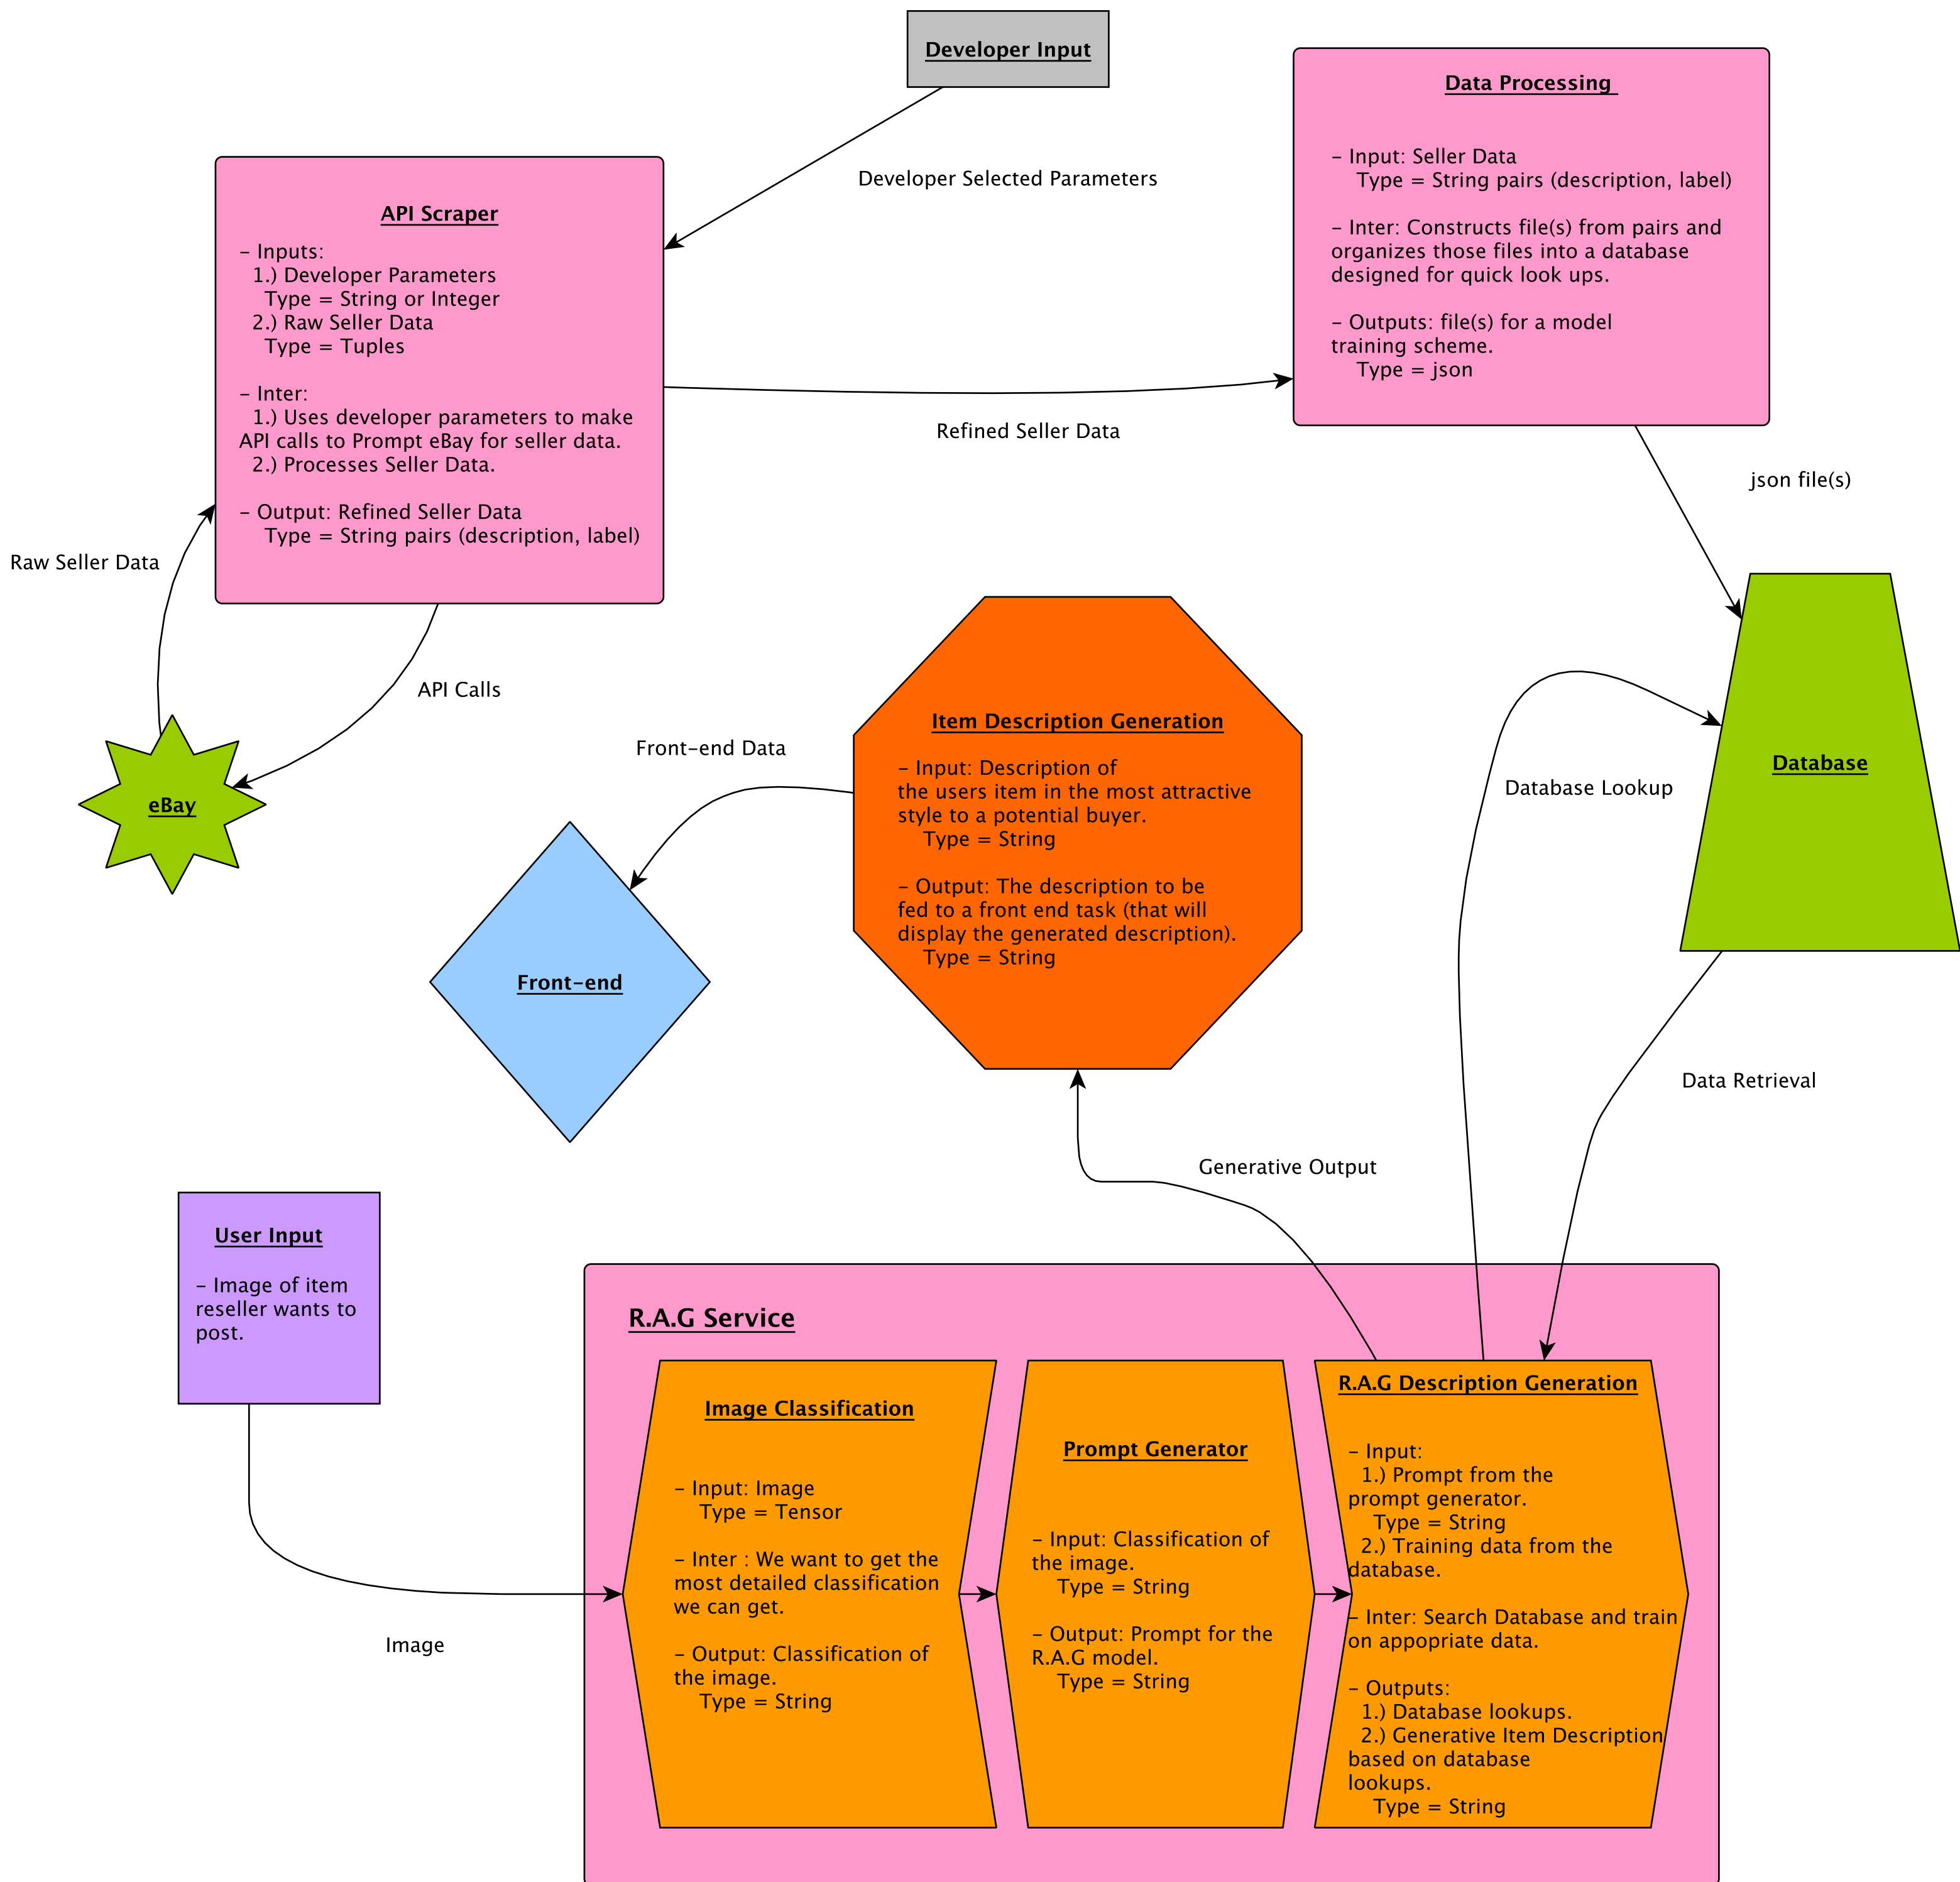 Developer Input
Developer Selected Parameters
Data Processing
- Input: Seller Data
Type = String pairs (description, label)
- Inter: Constructs file(s) from pairs and
organizes those files into a database
designed for quick look ups.
- Outputs: file(s) for a model
training scheme.
Type = json
API Scraper
- Inputs:
1.) Developer Parameters
Type = String or Integer
2.) Raw Seller Data
Type = Tuples
- Inter:
1.) Uses developer parameters to make
API calls to Prompt eBay for seller data.
2.) Processes Seller Data.
- Output: Refined Seller Data
Type = String pairs (description, label)
Refined Seller Data
json file(s)
Raw Seller Data
API Calls
eBay
Front-end Data
Item Description Generation
- Input: Description of
the users item in the most attractive
style to a potential buyer.
Type = String
- Output: The description to be
fed to a front end task (that will
display the generated description).
Type = String
Database Lookup
Database
Front-end
Data Retrieval
Generative Output
User Input
- Image of item
reseller wants to
post.
Image
R.A.G Service
Image Classification
- Input: Image
Type = Tensor
- Inter : We want to get the
most detailed classification
we can get.
- Output: Classification of
the image.
Type = String
Prompt Generator
- Input: Classification of
the image.
Type = String
- Output: Prompt for the
R.A.G model.
Type = String
R.A.G Description Generation
- Input:
1.) Prompt from the
prompt generator.
Type = String
2.) Training data from the
database.
- Inter: Search Database and train
on appopriate data.
- Outputs:
1.) Database lookups.
2.) Generative Item Description
based on database
lookups.
Type = String